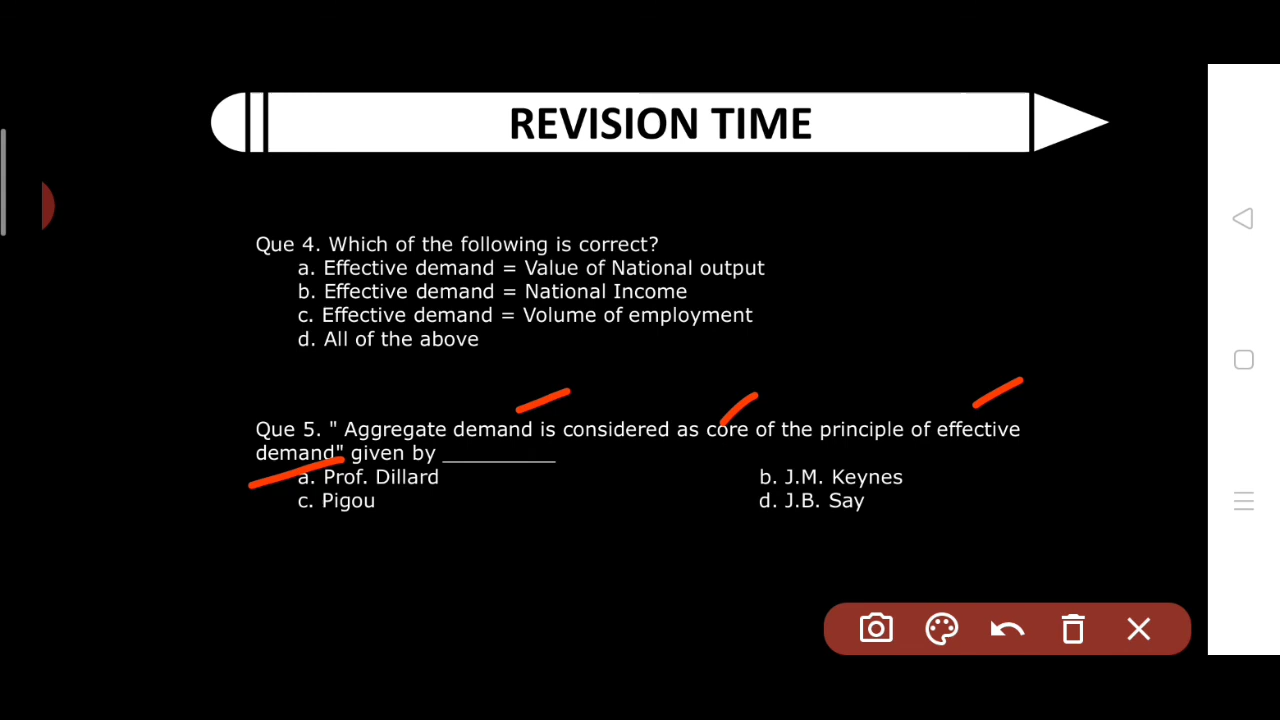 REVISION TIME
Que 4. Which of the following is correct?
a. Effective demand = Value of National output
b. Effective demand = National Income
c. Effective demand = Volume of employment
d. All of the above
Que 5. " Aggregate demand is considered as core of the principle of effective
demand" given by ___________
a. Prof. Dillard b. J.M. Keynes
c. Pigou d. J.B. Say